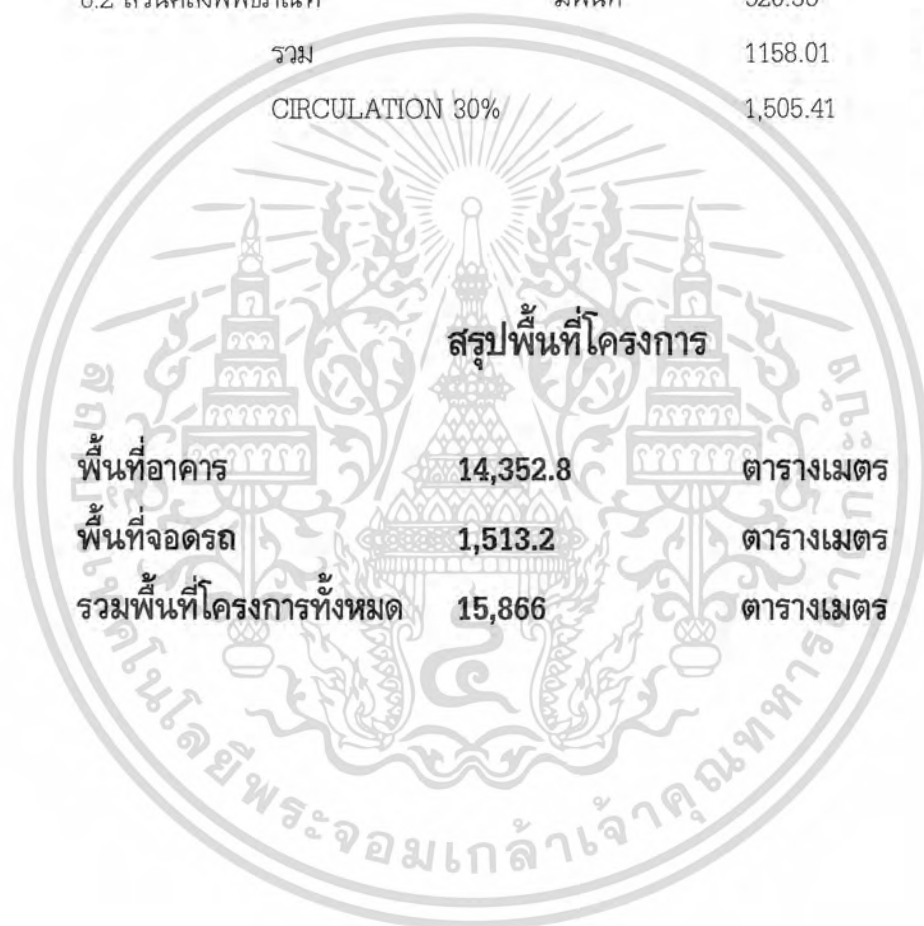 รวม 1158.01
CIRCULATION 30% 1,505.41
สรุปพื้นที่โครงการ
พื้นที่อาคาร 14,352.8 ตารางเมตร
พื้นที่จอดรถ 1,513.2 ตารางเมตร
รวมพื้นที่โครงการทั้งหมด 15,866 ตารางเมตร